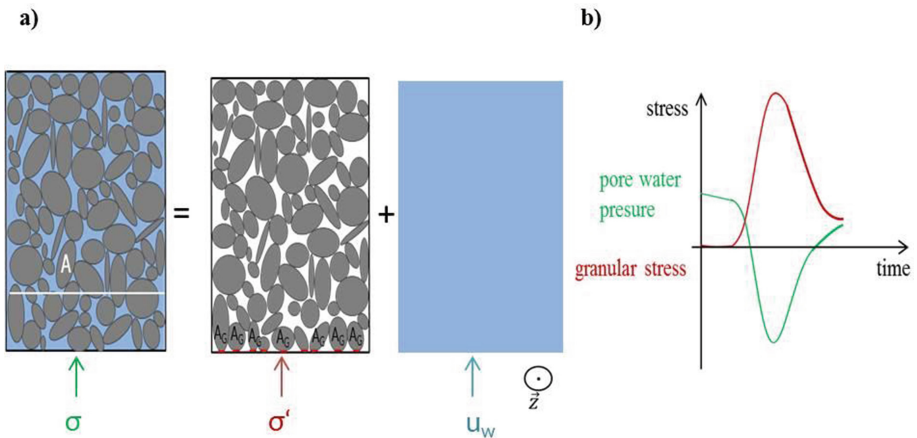 a)
b)
A
=
+
A_G A_G A_G A_G A_G A_G A_G
σ
σ‘
u_w
z⃗
stress
pore water
presure
granular stress
time